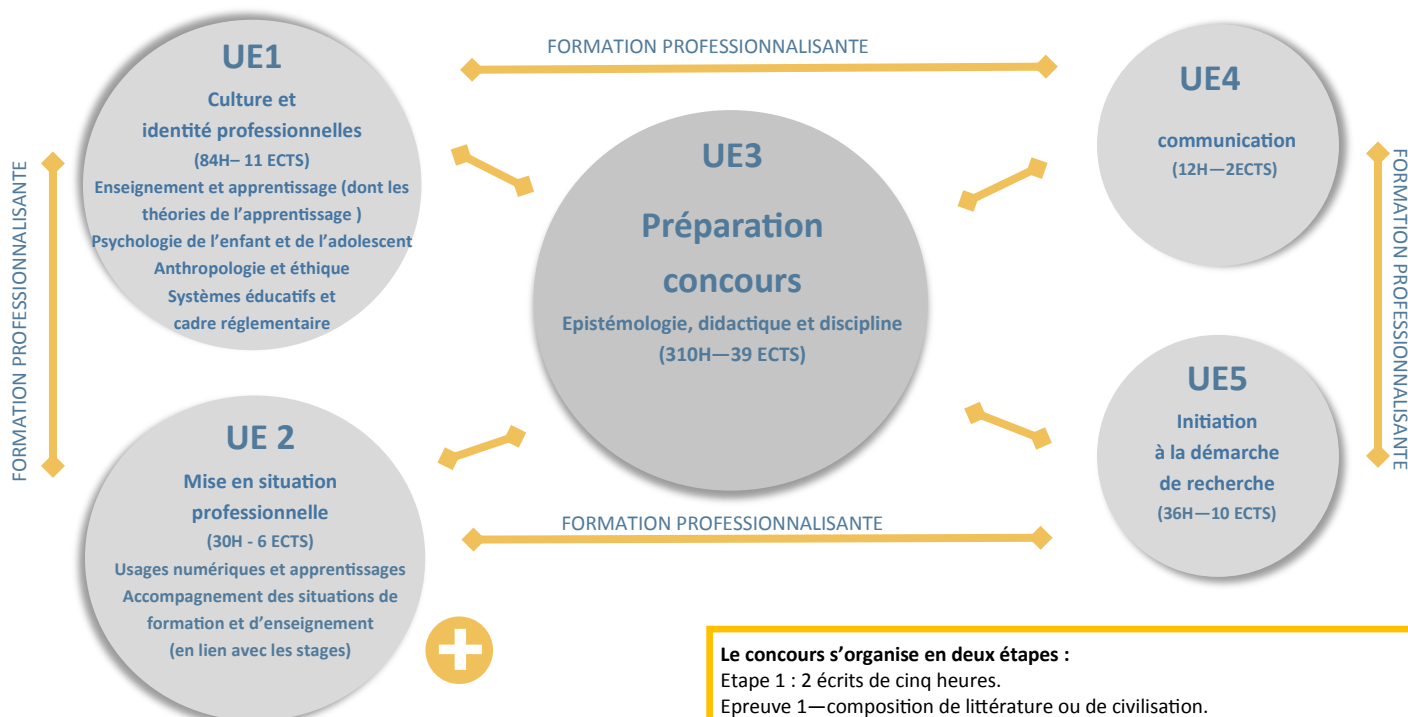 FORMATION PROFESSIONNALISANTE
UE1
Culture et
identité professionnelles
(84H– 11 ECTS)
Enseignement et apprentissage (dont les
théories de l'apprentissage )
Psychologie de l'enfant et de l'adolescent
Anthropologie et éthique
Systèmes éducatifs et
cadre réglementaire
FORMATION PROFESSIONNALISANTE
UE4
communication
(12H—2ECTS)
UE3
Préparation
concours
Epistémologie, didactique et discipline
(310H—39 ECTS)
FORMATION PROFESSIONNALISANTE
UE 2
Mise en situation
professionnelle
(30H - 6 ECTS)
Usages numériques et apprentissages
Accompagnement des situations de
formation et d'enseignement
(en lien avec les stages)
FORMATION PROFESSIONNALISANTE
UE5
Initiation
à la démarche
de recherche
(36H—10 ECTS)
Le concours s'organise en deux étapes :
Etape 1 : 2 écrits de cinq heures.
Epreuve 1—composition de littérature ou de civilisation.